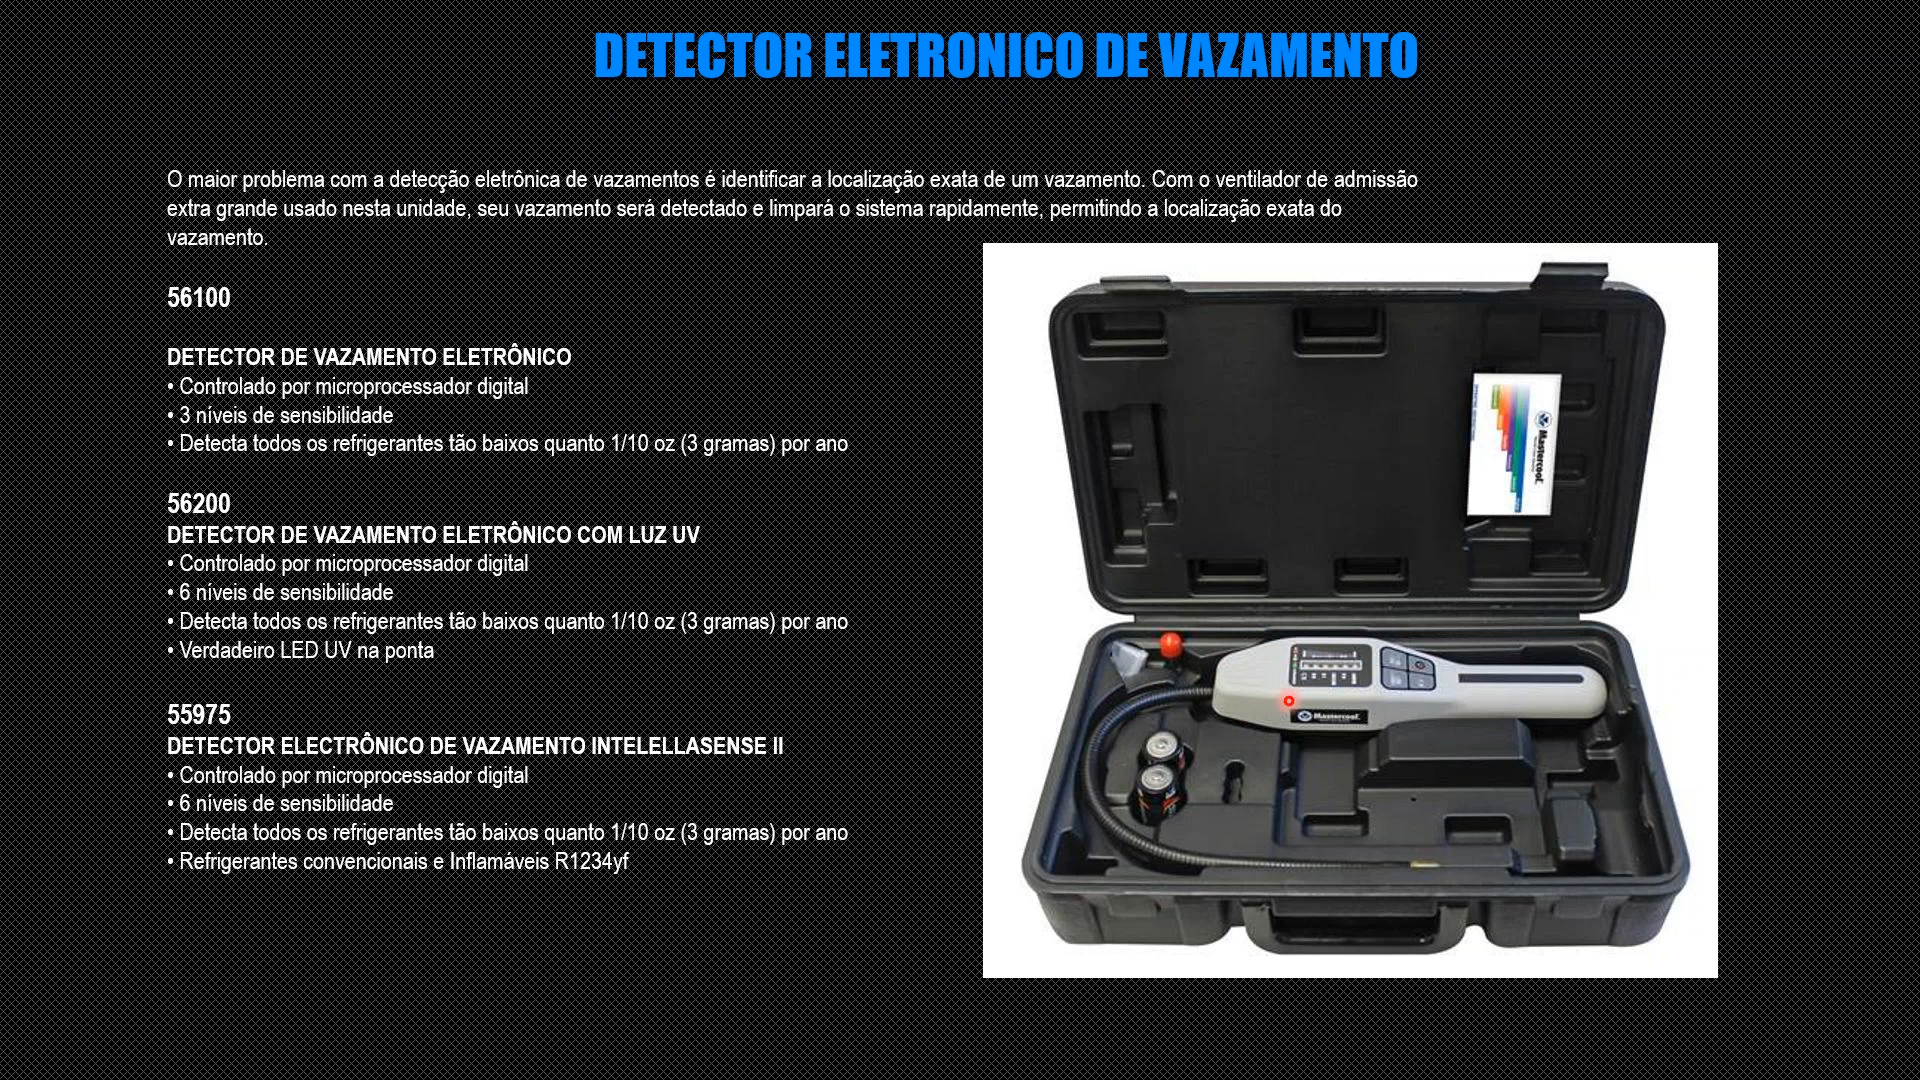 DETECTOR ELETRONICO DE VAZAMENTO
O maior problema com a detecção eletrônica de vazamentos é identificar a localização exata de um vazamento. Com o ventilador de admissão
extra grande usado nesta unidade, seu vazamento será detectado e limpará o sistema rapidamente, permitindo a localização exata do
vazamento.
56100
DETECTOR DE VAZAMENTO ELETRÔNICO
• Controlado por microprocessador digital
• 3 níveis de sensibilidade
• Detecta todos os refrigerantes tão baixos quanto 1/10 oz (3 gramas) por ano
56200
DETECTOR DE VAZAMENTO ELETRÔNICO COM LUZ UV
• Controlado por microprocessador digital
• 6 níveis de sensibilidade
• Detecta todos os refrigerantes tão baixos quanto 1/10 oz (3 gramas) por ano
• Verdadeiro LED UV na ponta
55975
DETECTOR ELECTRÔNICO DE VAZAMENTO INTELELLASENSE II
• Controlado por microprocessador digital
• 6 níveis de sensibilidade
• Detecta todos os refrigerantes tão baixos quanto 1/10 oz (3 gramas) por ano
• Refrigerantes convencionais e Inflamáveis R1234yf
Mastercool
Mastercool